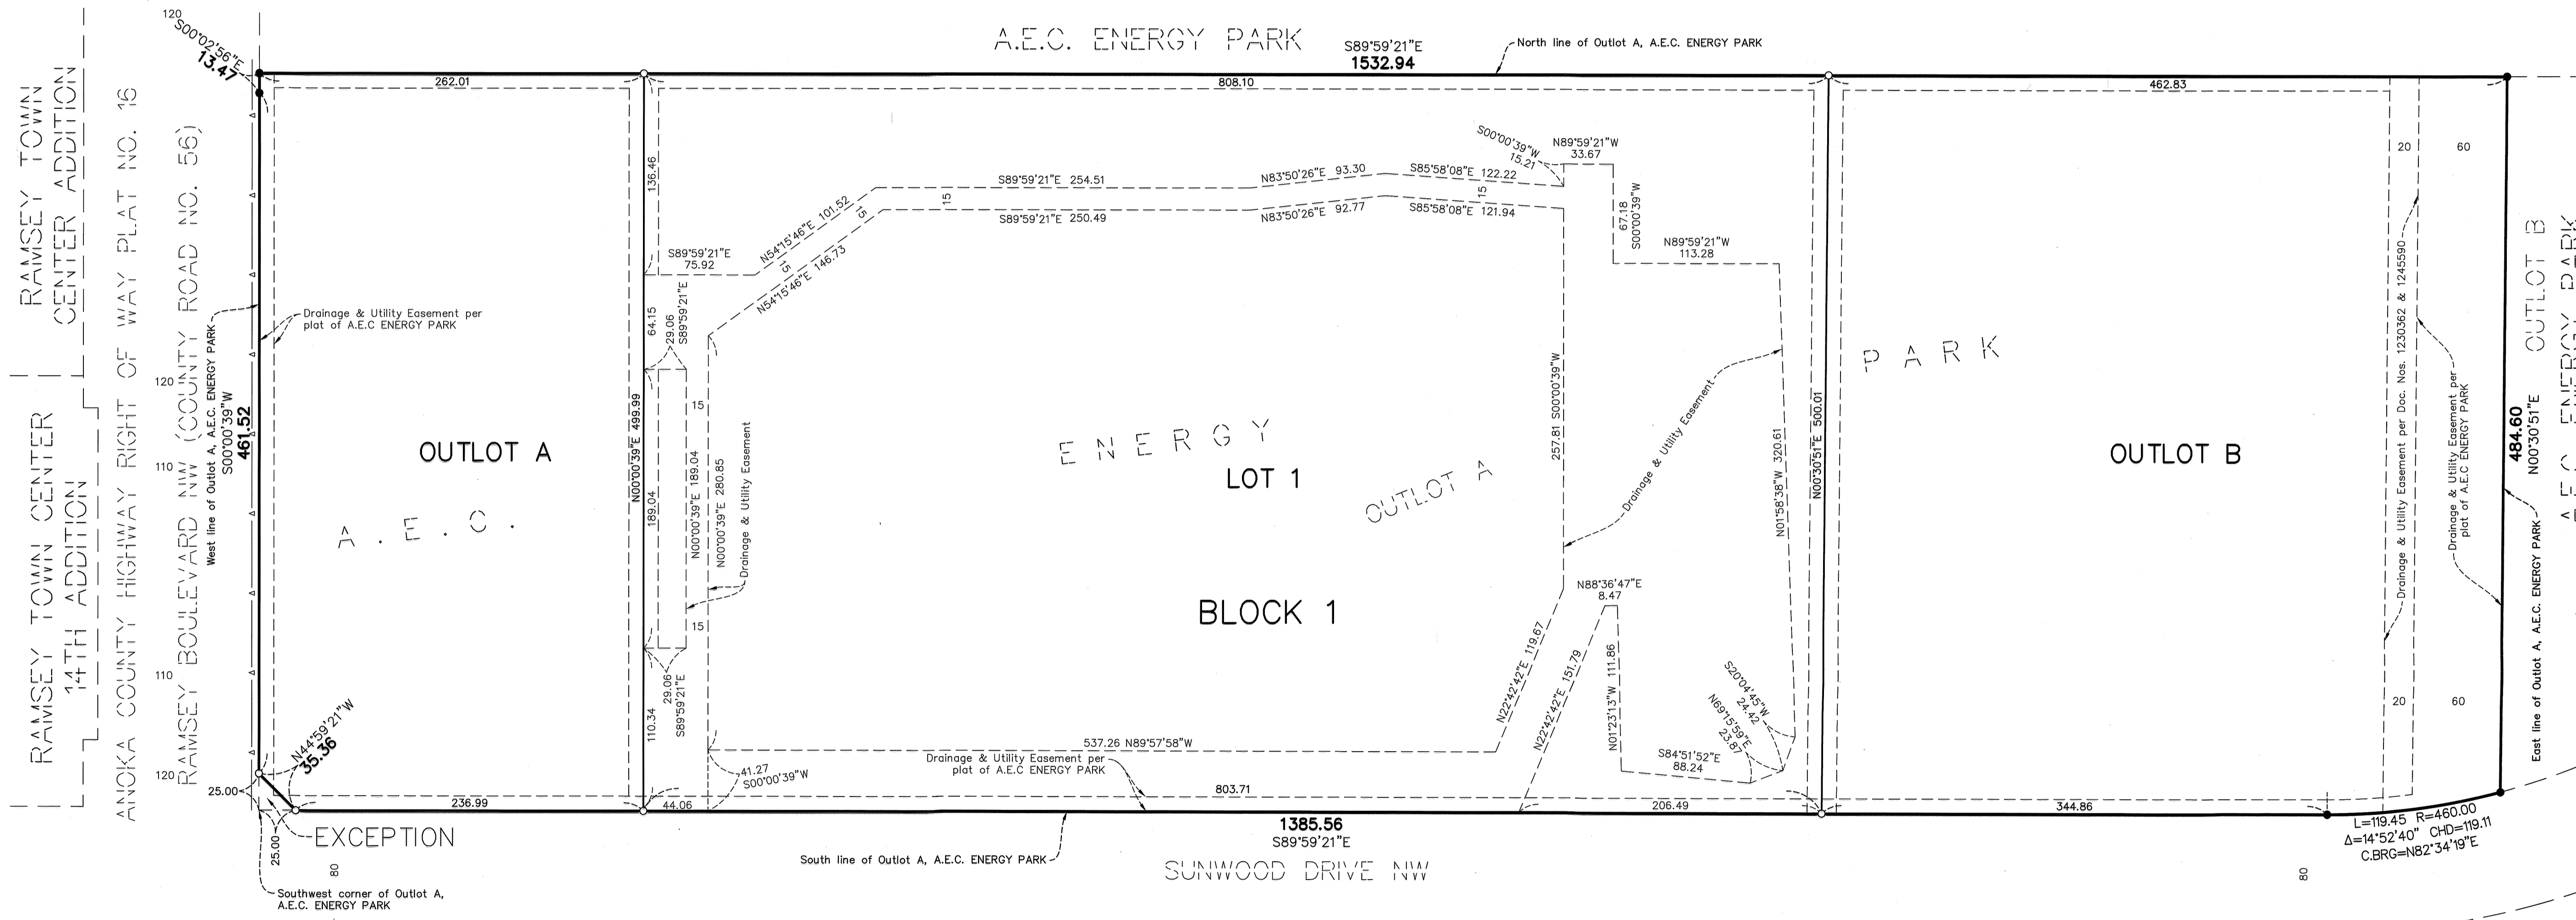 120
S00°02'56"E
13.47
A.E.C. ENERGY PARK
S89°59'21"E
1532.94
North line of Outlot A, A.E.C. ENERGY PARK
262.01
808.10
462.83
RAMSEY TOWN
CENTER ADDITION
RAMSEY TOWN CENTER
14TH ADDITION
ANOKA COUNTY HIGHWAY RIGHT OF WAY PLAT NO. 16
RAMSEY BOULEVARD NW (COUNTY ROAD NO. 56)
120
110
110
120
West line of Outlot A, A.E.C. ENERGY PARK
S00°00'39"W
461.52
Drainage & Utility Easement per
plat of A.E.C ENERGY PARK
OUTLOT A
A.E.C.
N44°59'21"W
35.36
25.00
25.00
236.99
EXCEPTION
80
Southwest corner of Outlot A,
A.E.C. ENERGY PARK
N00°00'39"E 499.99
136.46
64.15
189.04
110.34
S89°59'21"E
75.92
29.06
S89°59'21"E
15
N00°00'39"E 189.04
N00°00'39"E 280.85
Drainage & Utility Easement
15
29.06
S89°59'21"E
N54°15'46"E 101.52
15
15
N54°15'46"E 146.73
S89°59'21"E 254.51
15
S89°59'21"E 250.49
N83°50'26"E 93.30
N83°50'26"E 92.77
S85°58'08"E 122.22
15
S85°58'08"E 121.94
S00°00'39"W
15.21
N89°59'21"W
33.67
67.18
S00°00'39"W
N89°59'21"W
113.28
257.81 S00°00'39"W
Drainage & Utility Easement
N01°58'38"W 320.61
ENERGY
LOT 1
OUTLOT A
BLOCK 1
N88°36'47"E
8.47
N22°42'42"E 119.67
N22°42'42"E 151.79
N01°23'13"W 111.86
S20°04'45"W
24.42
N69°15'59"E
23.87
S84°51'52"E
88.24
537.26 N89°57'58"W
41.27
S00°00'39"W
Drainage & Utility Easement per
plat of A.E.C ENERGY PARK
44.06
803.71
206.49
1385.56
S89°59'21"E
South line of Outlot A, A.E.C. ENERGY PARK
SUNWOOD DRIVE NW
N00°30'51"E 500.01
PARK
OUTLOT B
20
60
Drainage & Utility Easement per Doc. Nos. 1230362 & 1245590
Drainage & Utility Easement per
plat of A.E.C ENERGY PARK
20
60
484.60
N00°30'51"E
East line of Outlot A, A.E.C. ENERGY PARK
OUTLOT B
A.E.C. ENERGY PARK
344.86
L=119.45 R=460.00
Δ=14°52'40" CHD=119.11
C.BRG=N82°34'19"E
80